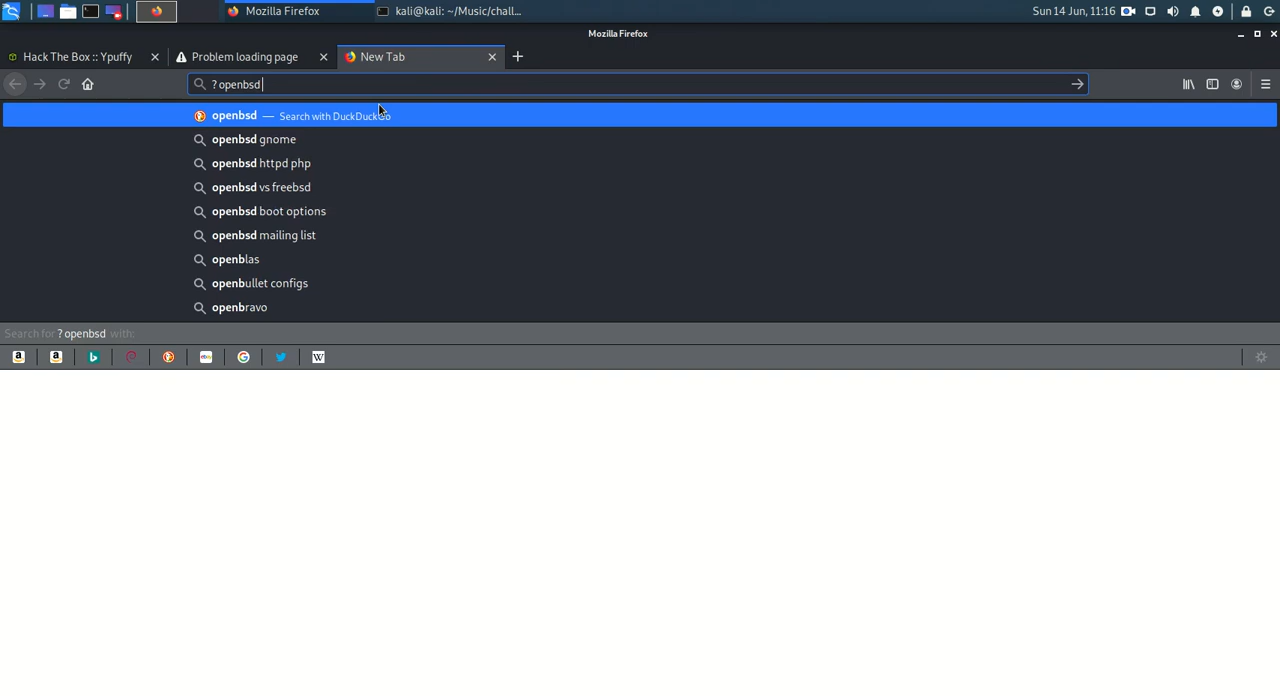 Mozilla Firefox
kali@kali: ~/Music/chall...
Sun 14 Jun, 11:16
Mozilla Firefox
Hack The Box :: Ypuffy
Problem loading page
New Tab
? openbsd
openbsd — Search with DuckDuckGo
openbsd gnome
openbsd httpd php
openbsd vs freebsd
openbsd boot options
openbsd mailing list
openblas
openbullet configs
openbravo
Search for ? openbsd with: